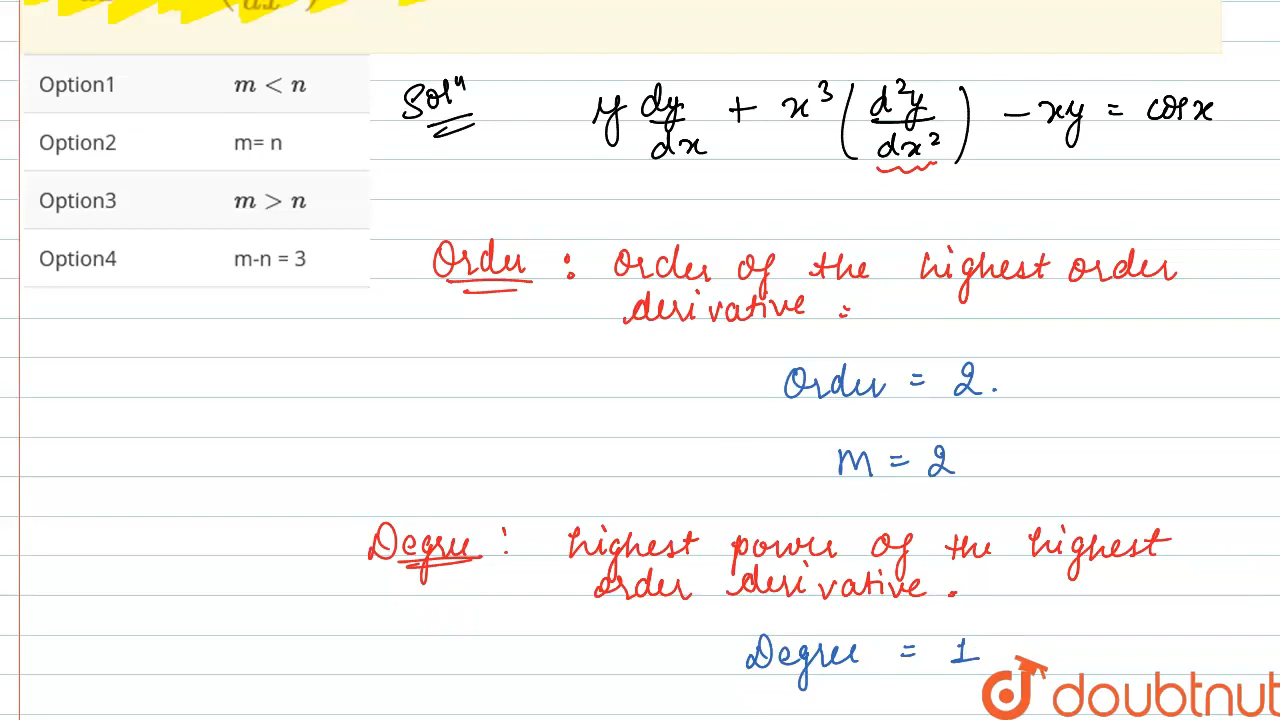 Option1 m < n
Option2 m= n
Option3 m > n
Option4 m-n = 3
Solⁿ y dy/dx + x³ (d²y/dx²) - xy = cosx
Order : Order of the highest order
derivative :
Order = 2.
m = 2
Degree : highest power of the highest
order derivative.
Degree = 1
doubtnut